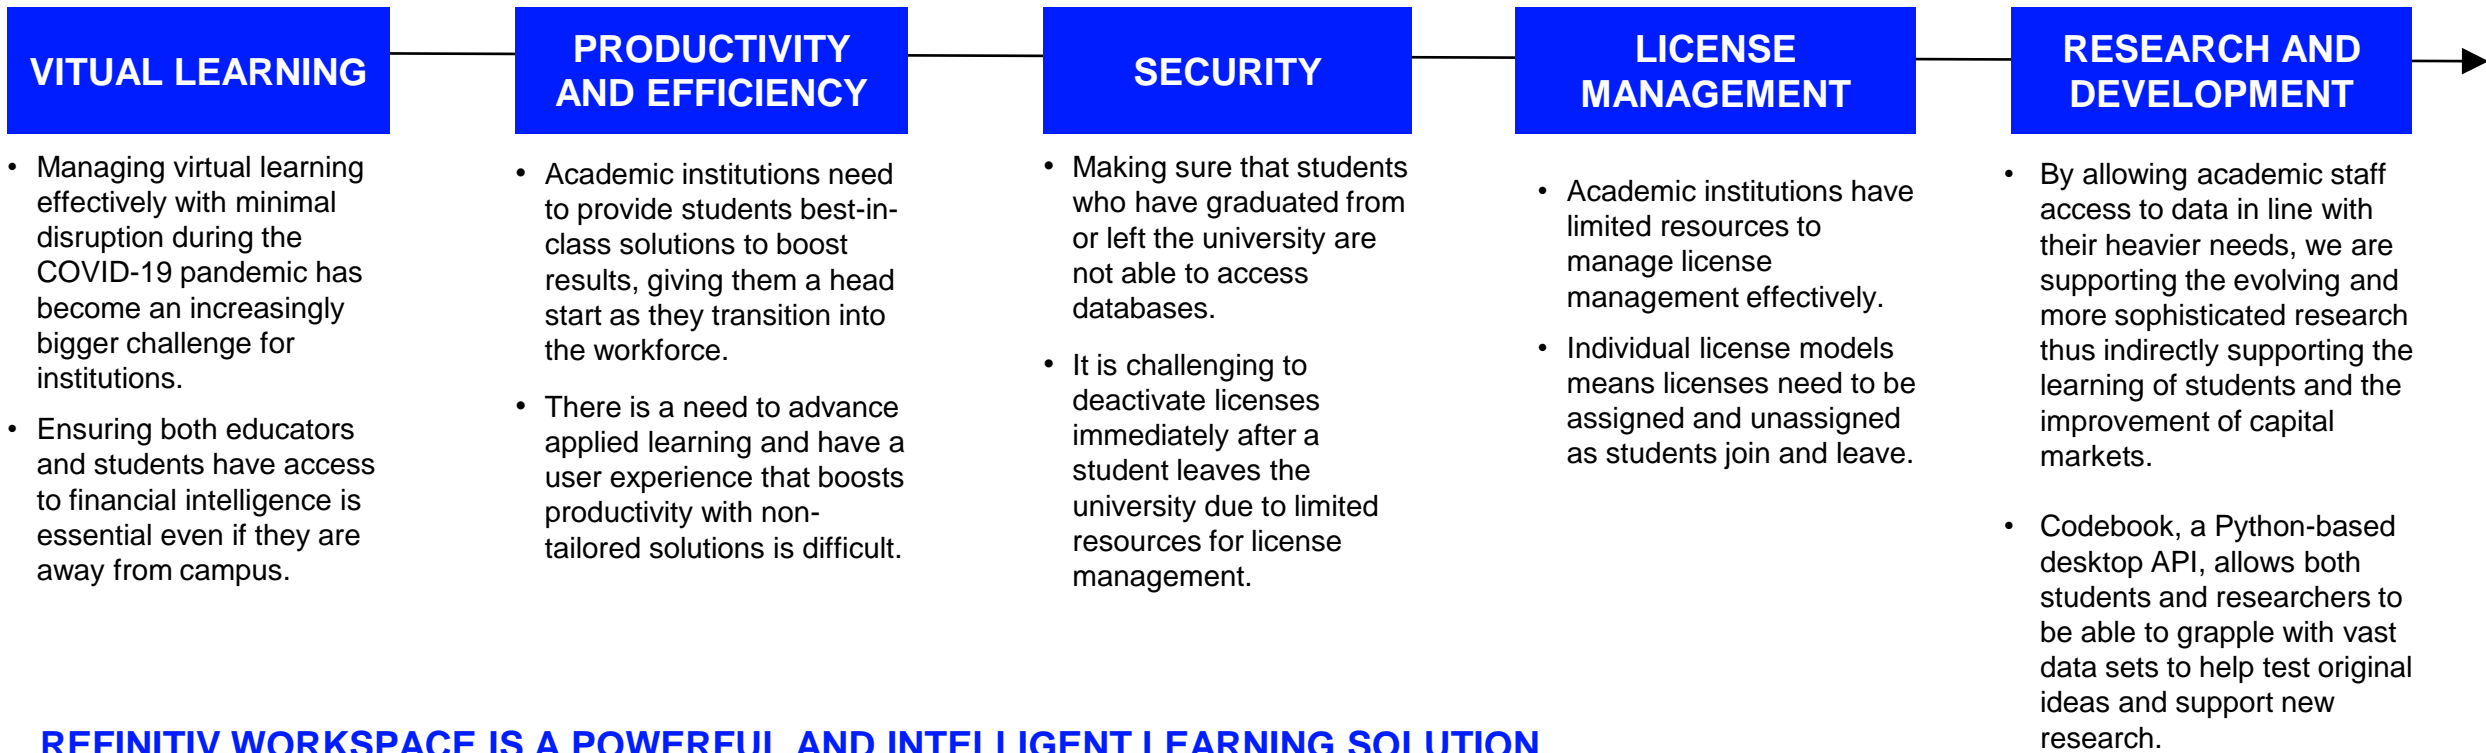 VITUAL LEARNING
• Managing virtual learning
effectively with minimal
disruption during the
COVID-19 pandemic has
become an increasingly
bigger challenge for
institutions.
• Ensuring both educators
and students have access
to financial intelligence is
essential even if they are
away from campus.
PRODUCTIVITY
AND EFFICIENCY
• Academic institutions need
to provide students best-in-
class solutions to boost
results, giving them a head
start as they transition into
the workforce.
• There is a need to advance
applied learning and have a
user experience that boosts
productivity with non-
tailored solutions is difficult.
SECURITY
• Making sure that students
who have graduated from
or left the university are
not able to access
databases.
• It is challenging to
deactivate licenses
immediately after a
student leaves the
university due to limited
resources for license
management.
LICENSE
MANAGEMENT
• Academic institutions have
limited resources to
manage license
management effectively.
• Individual license models
means licenses need to be
assigned and unassigned
as students join and leave.
RESEARCH AND
DEVELOPMENT
• By allowing academic staff
access to data in line with
their heavier needs, we are
supporting the evolving and
more sophisticated research
thus indirectly supporting the
learning of students and the
improvement of capital
markets.
• Codebook, a Python-based
desktop API, allows both
students and researchers to
be able to grapple with vast
data sets to help test original
ideas and support new
research.
REFINITIV WORKSPACE IS A POWERFUL AND INTELLIGENT LEARNING SOLUTION